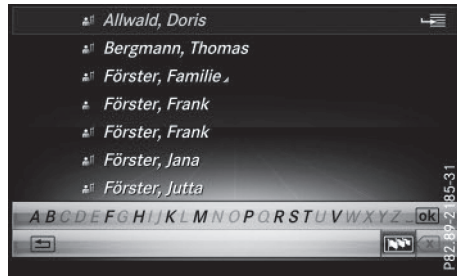 Allwald, Doris
Bergmann, Thomas
Förster, Familie
Förster, Frank
Förster, Frank
Förster, Jana
Förster, Jutta
ABCDEFGHIJKLMNOPQRSTUVWXYZ_ ok
P82.89-2185-31